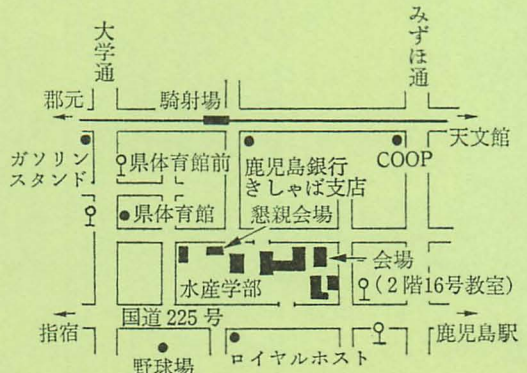 大学通
みずほ通
郡元
騎射場
天文館
ガソリン
スタンド
県体育館前
鹿児島銀行
きしゃば支店
COOP
県体育館
懇親会場
会場
(2階16号教室)
水産学部
国道225号
指宿
鹿児島駅
野球場
ロイヤルホスト